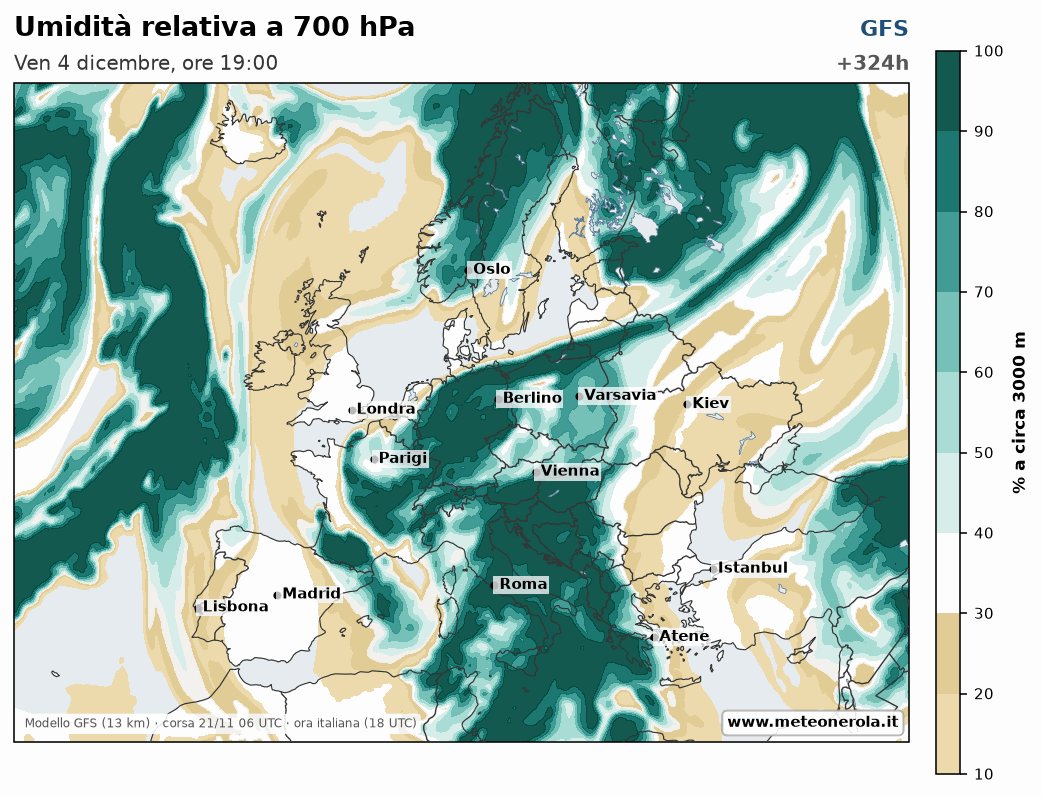 Umidità relativa a 700 hPa
GFS
Ven 4 dicembre, ore 19:00
+324h
100
90
80
70
60
50
40
30
20
10
% a circa 3000 m
Oslo
Berlino
Varsavia
Kiev
Londra
Parigi
Vienna
Istanbul
Roma
Madrid
Lisbona
Atene
Modello GFS (13 km) · corsa 21/11 06 UTC · ora italiana (18 UTC)
www.meteonerola.it